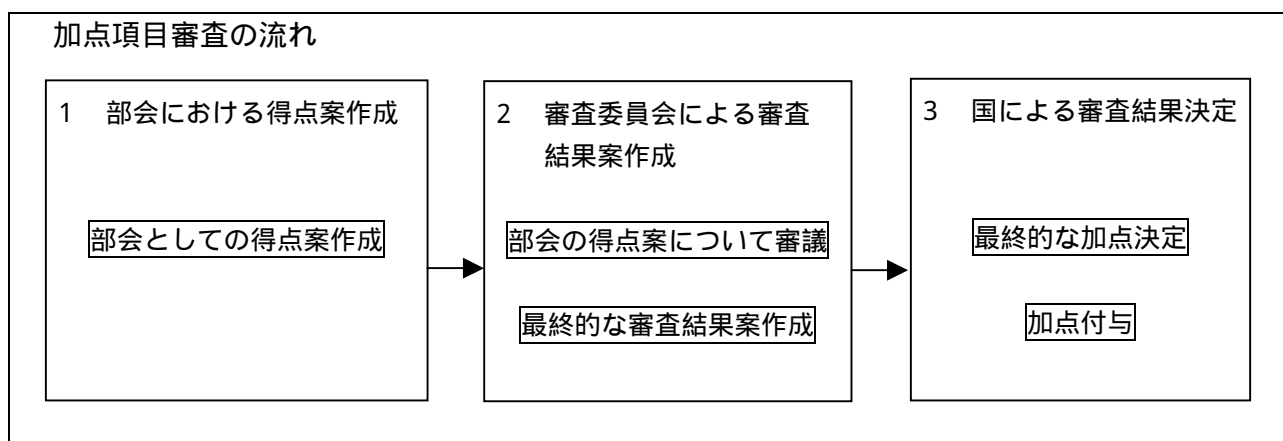 加点項目審査の流れ
1 部会における得点案作成
部会としての得点案作成
2 審査委員会による審査
結果案作成
部会の得点案について審議
最終的な審査結果案作成
3 国による審査結果決定
最終的な加点決定
加点付与